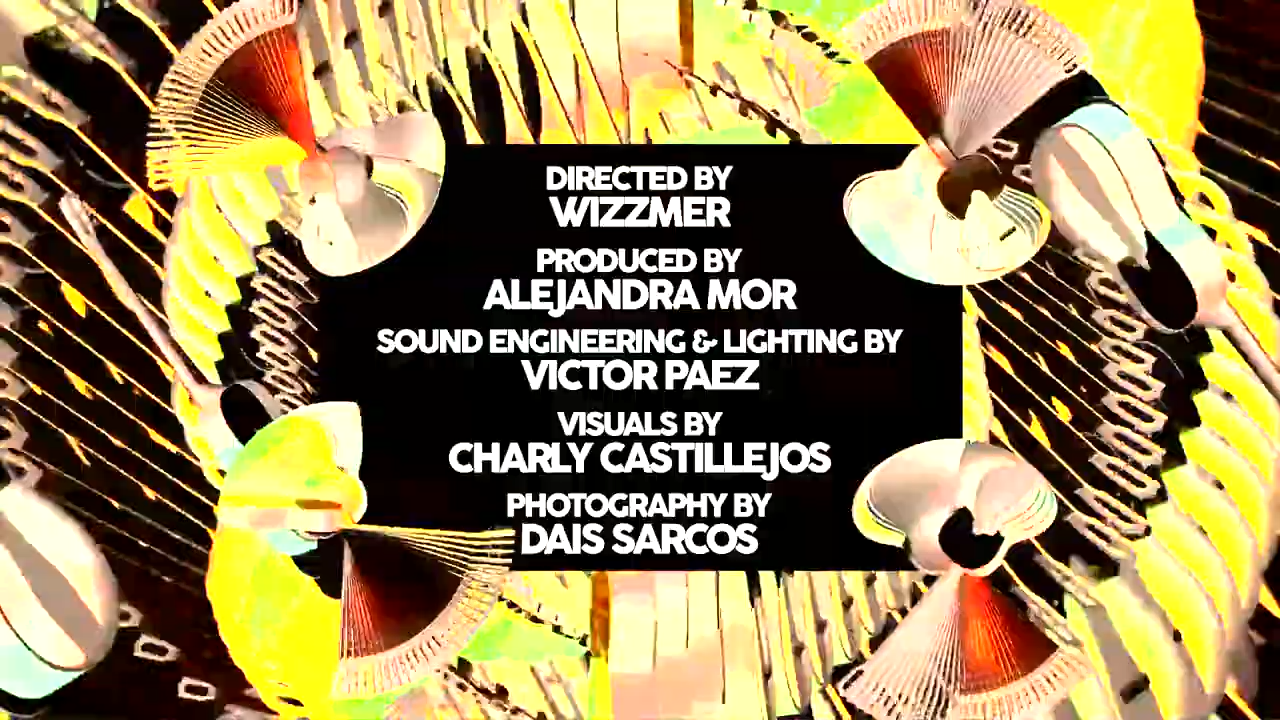 DIRECTED BY
WIZZMER
PRODUCED BY
ALEJANDRA MOR
SOUND ENGINEERING & LIGHTING BY
VICTOR PAEZ
VISUALS BY
CHARLY CASTILLEJOS
PHOTOGRAPHY BY
DAIS SARCOS